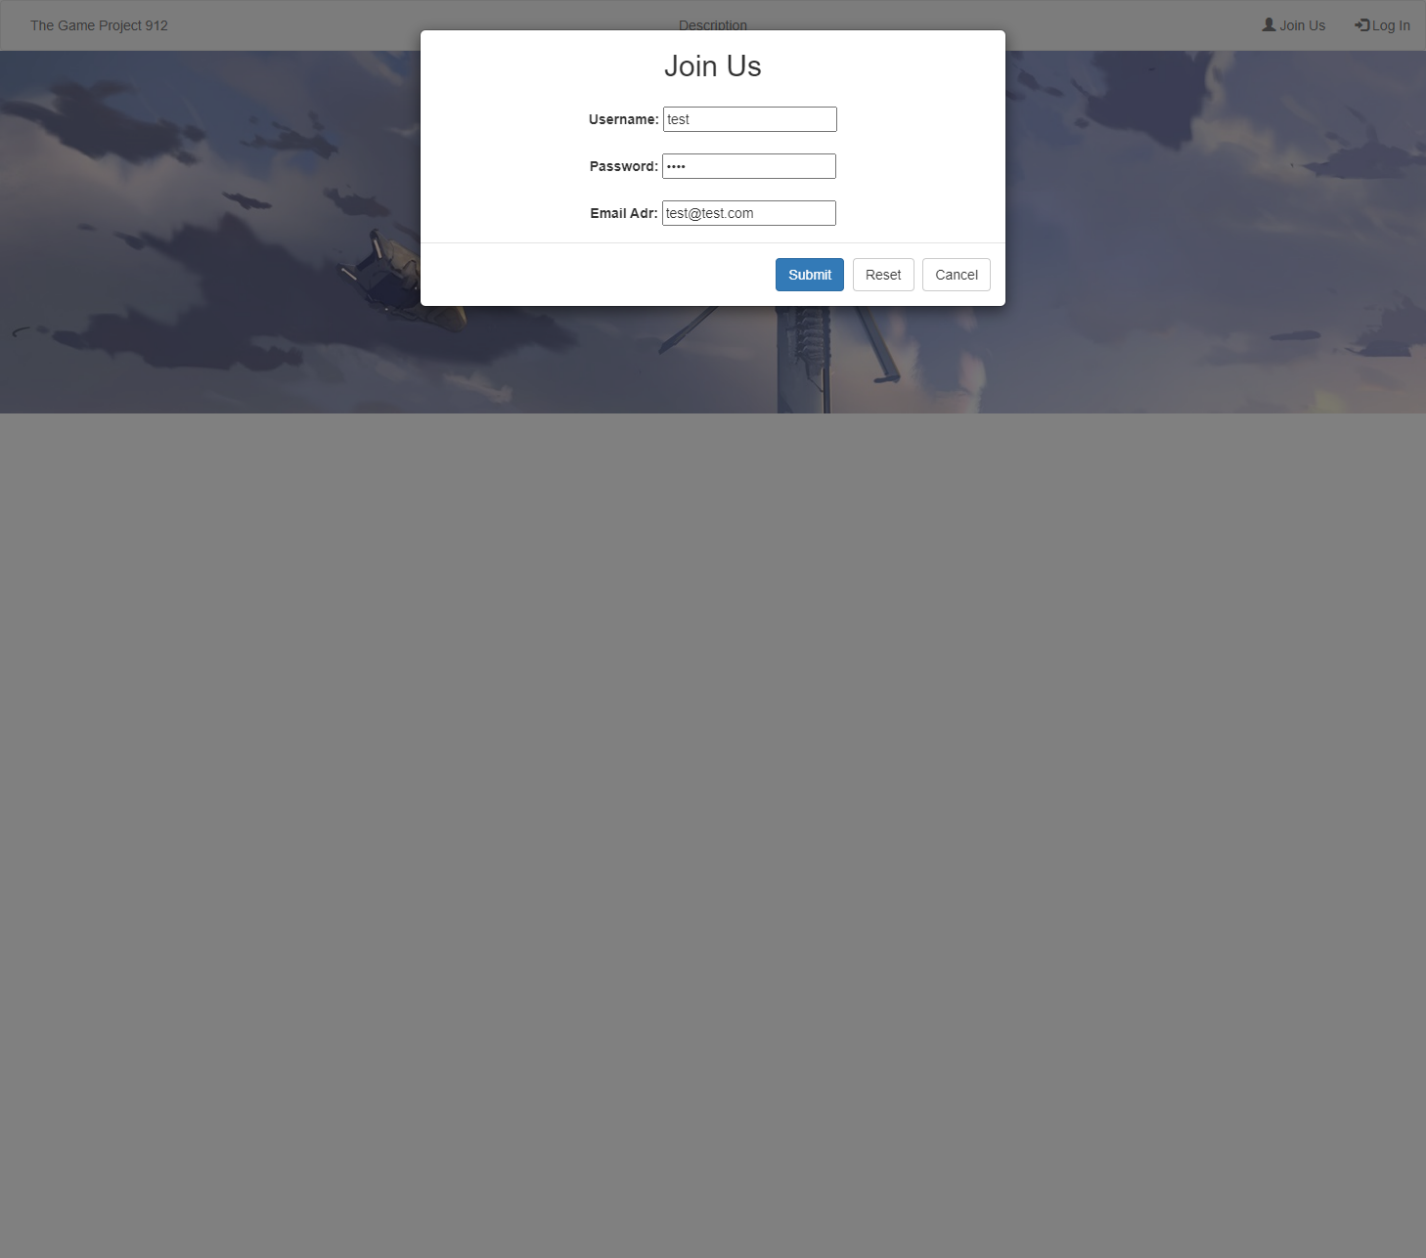 The Game Project 912 Description Join Us Log In
Join Us
Username: test
Password: ••••
Email Adr: test@test.com
Submit Reset Cancel